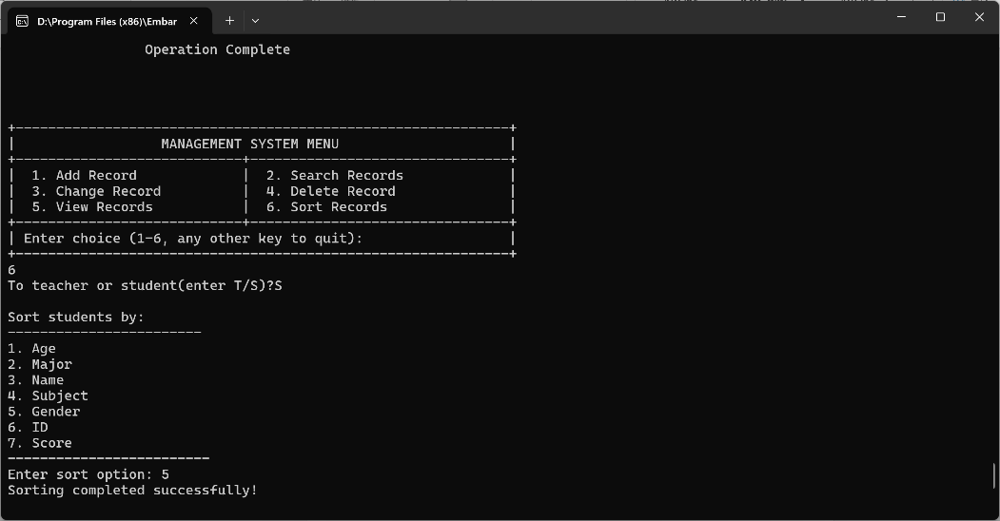 D:\Program Files (x86)\Embar
Operation Complete
+-------------------------------------------------------------+
| MANAGEMENT SYSTEM MENU |
+----------------------------+--------------------------------+
| 1. Add Record | 2. Search Records |
| 3. Change Record | 4. Delete Record |
| 5. View Records | 6. Sort Records |
+----------------------------+--------------------------------+
| Enter choice (1-6, any other key to quit): |
+-------------------------------------------------------------+
6
To teacher or student(enter T/S)?S
Sort students by:
------------------------
1. Age
2. Major
3. Name
4. Subject
5. Gender
6. ID
7. Score
-------------------------
Enter sort option: 5
Sorting completed successfully!